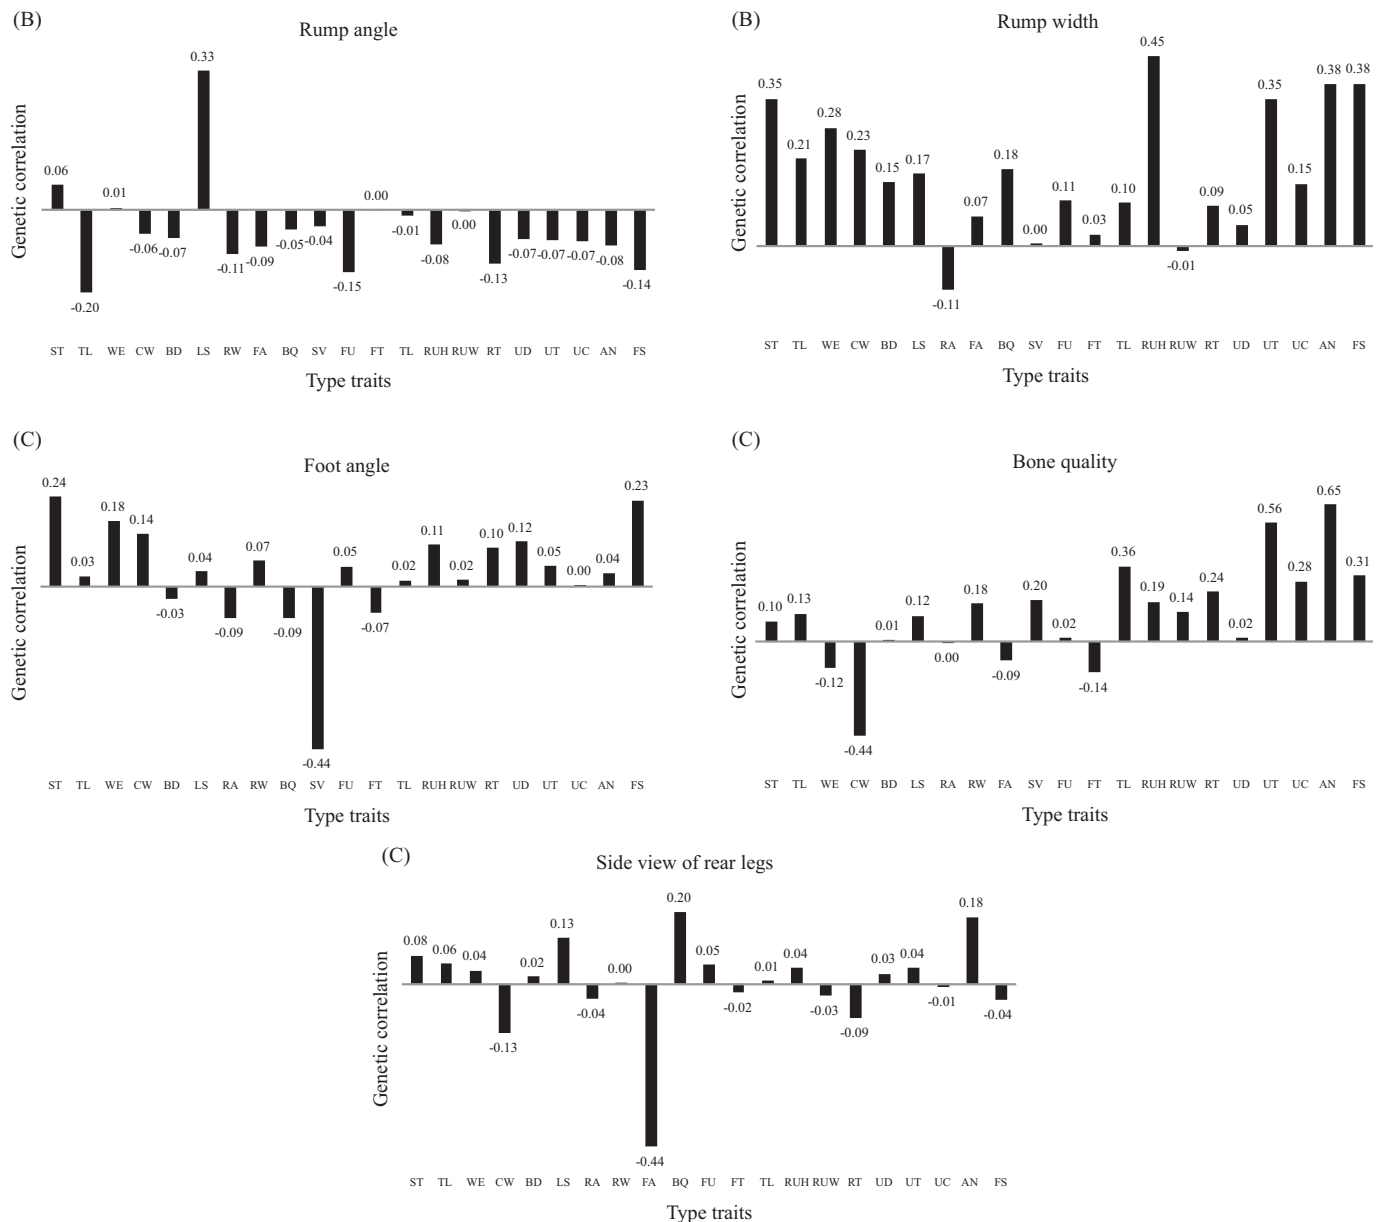 (B)
Rump angle
Genetic correlation
0.06 -0.20 0.01 -0.06 -0.07 0.33 -0.11 -0.09 -0.05 -0.04 -0.15 0.00 -0.01 -0.08 0.00 -0.13 -0.07 -0.07 -0.07 -0.08 -0.14
ST TL WE CW BD LS RW FA BQ SV FU FT TL RUH RUW RT UD UT UC AN FS
Type traits
(B)
Rump width
Genetic correlation
0.35 0.21 0.28 0.23 0.15 0.17 -0.11 0.07 0.18 0.00 0.11 0.03 0.10 0.45 -0.01 0.09 0.05 0.35 0.15 0.38 0.38
ST TL WE CW BD LS RA FA BQ SV FU FT TL RUH RUW RT UD UT UC AN FS
Type traits
(C)
Foot angle
Genetic correlation
0.24 0.03 0.18 0.14 -0.03 0.04 -0.09 0.07 -0.09 -0.44 0.05 -0.07 0.02 0.11 0.02 0.10 0.12 0.05 0.00 0.04 0.23
ST TL WE CW BD LS RA RW BQ SV FU FT TL RUH RUW RT UD UT UC AN FS
Type traits
(C)
Bone quality
Genetic correlation
0.10 0.13 -0.12 -0.44 0.01 0.12 0.00 0.18 -0.09 0.20 0.02 -0.14 0.36 0.19 0.14 0.24 0.02 0.56 0.28 0.65 0.31
ST TL WE CW BD LS RA RW FA SV FU FT TL RUH RUW RT UD UT UC AN FS
Type traits
(C)
Side view of rear legs
Genetic correlation
0.08 0.06 0.04 -0.13 0.02 0.13 -0.04 0.00 -0.44 0.20 0.05 -0.02 0.01 0.04 -0.03 -0.09 0.03 0.04 -0.01 0.18 -0.04
ST TL WE CW BD LS RA RW FA BQ FU FT TL RUH RUW RT UD UT UC AN FS
Type traits